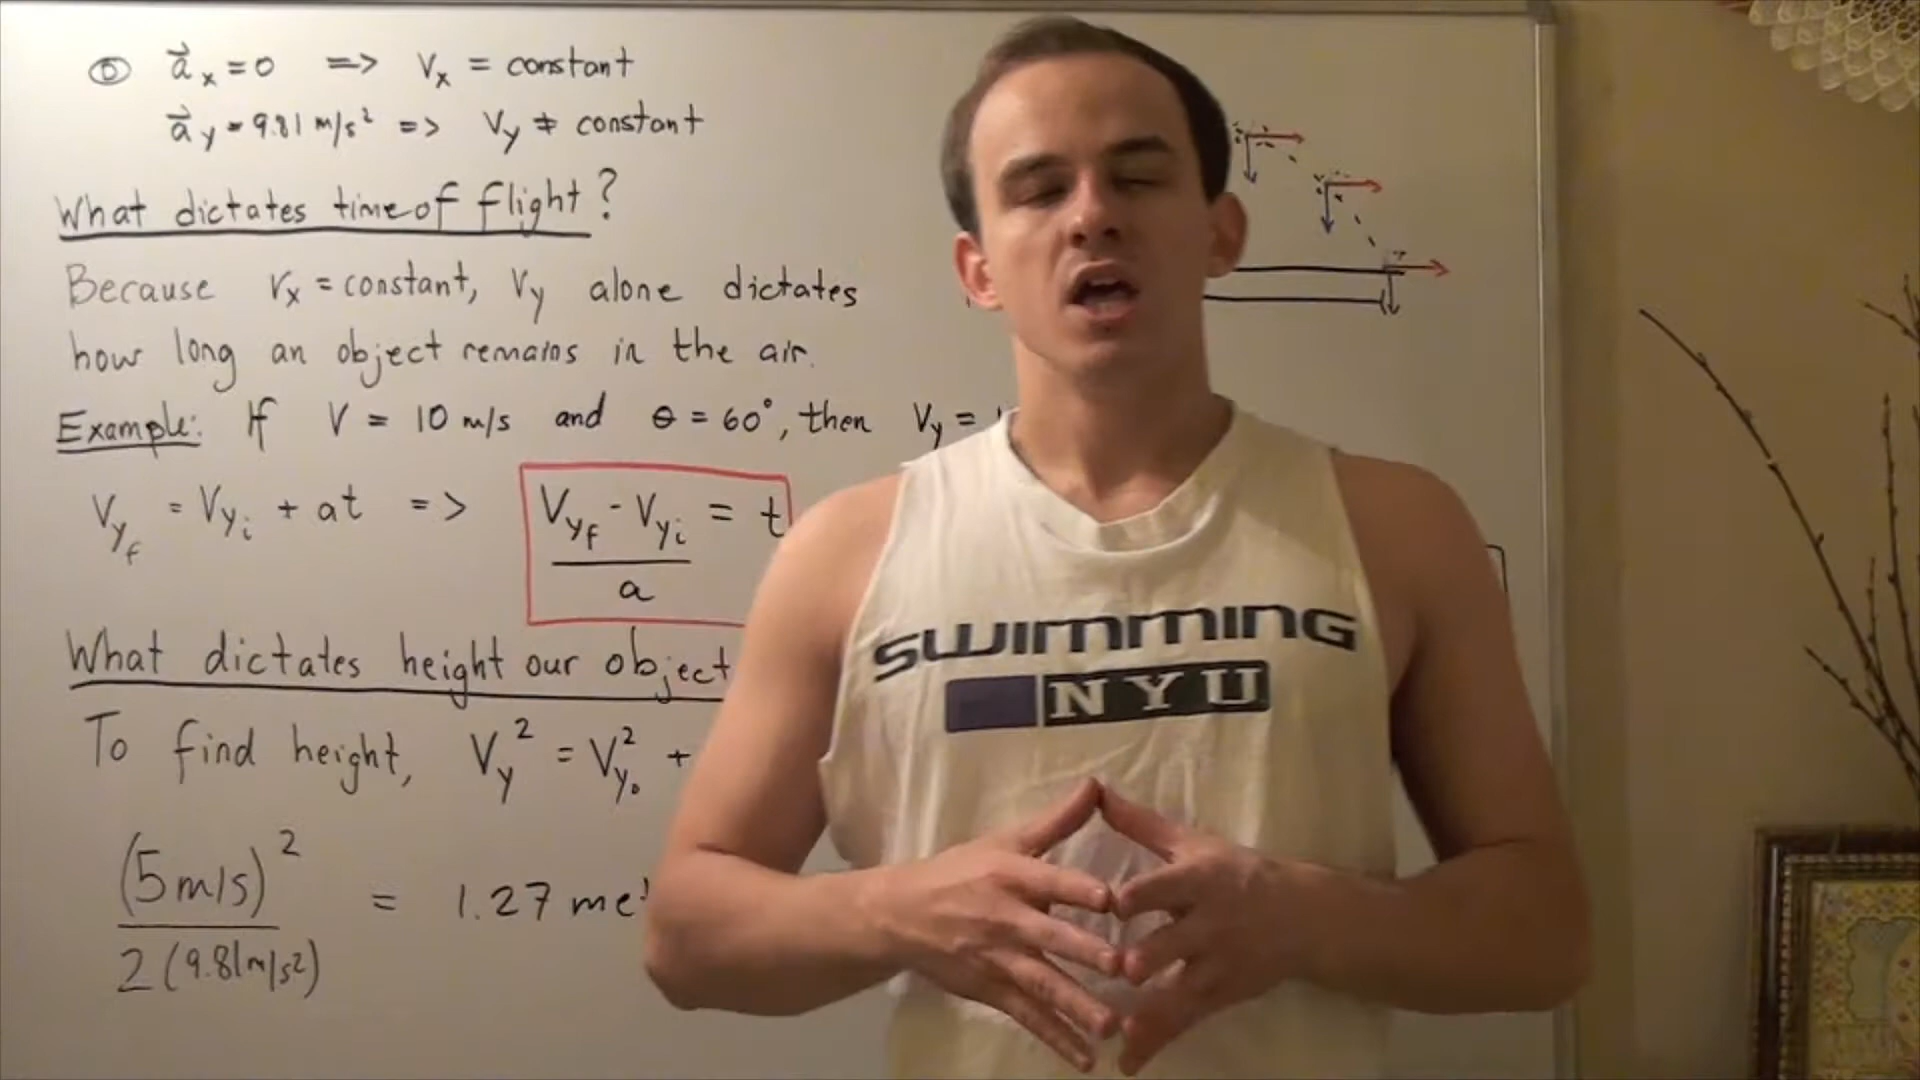 ⓪ a⃗x = 0 => Vx = constant
a⃗y = 9.81 m/s² => Vy ≠ constant
What dictates time of flight?
Because Vx = constant, Vy alone dictates
how long an object remains in the air.
Example: If V = 10 m/s and θ = 60°, then Vy =
Vyf = Vyi + at => (Vyf - Vyi)/a = t
What dictates height our object
To find height, Vy² = Vy₀² +
(5 m/s)²/2(9.81 m/s²) = 1.27
SWIMMING
NYU